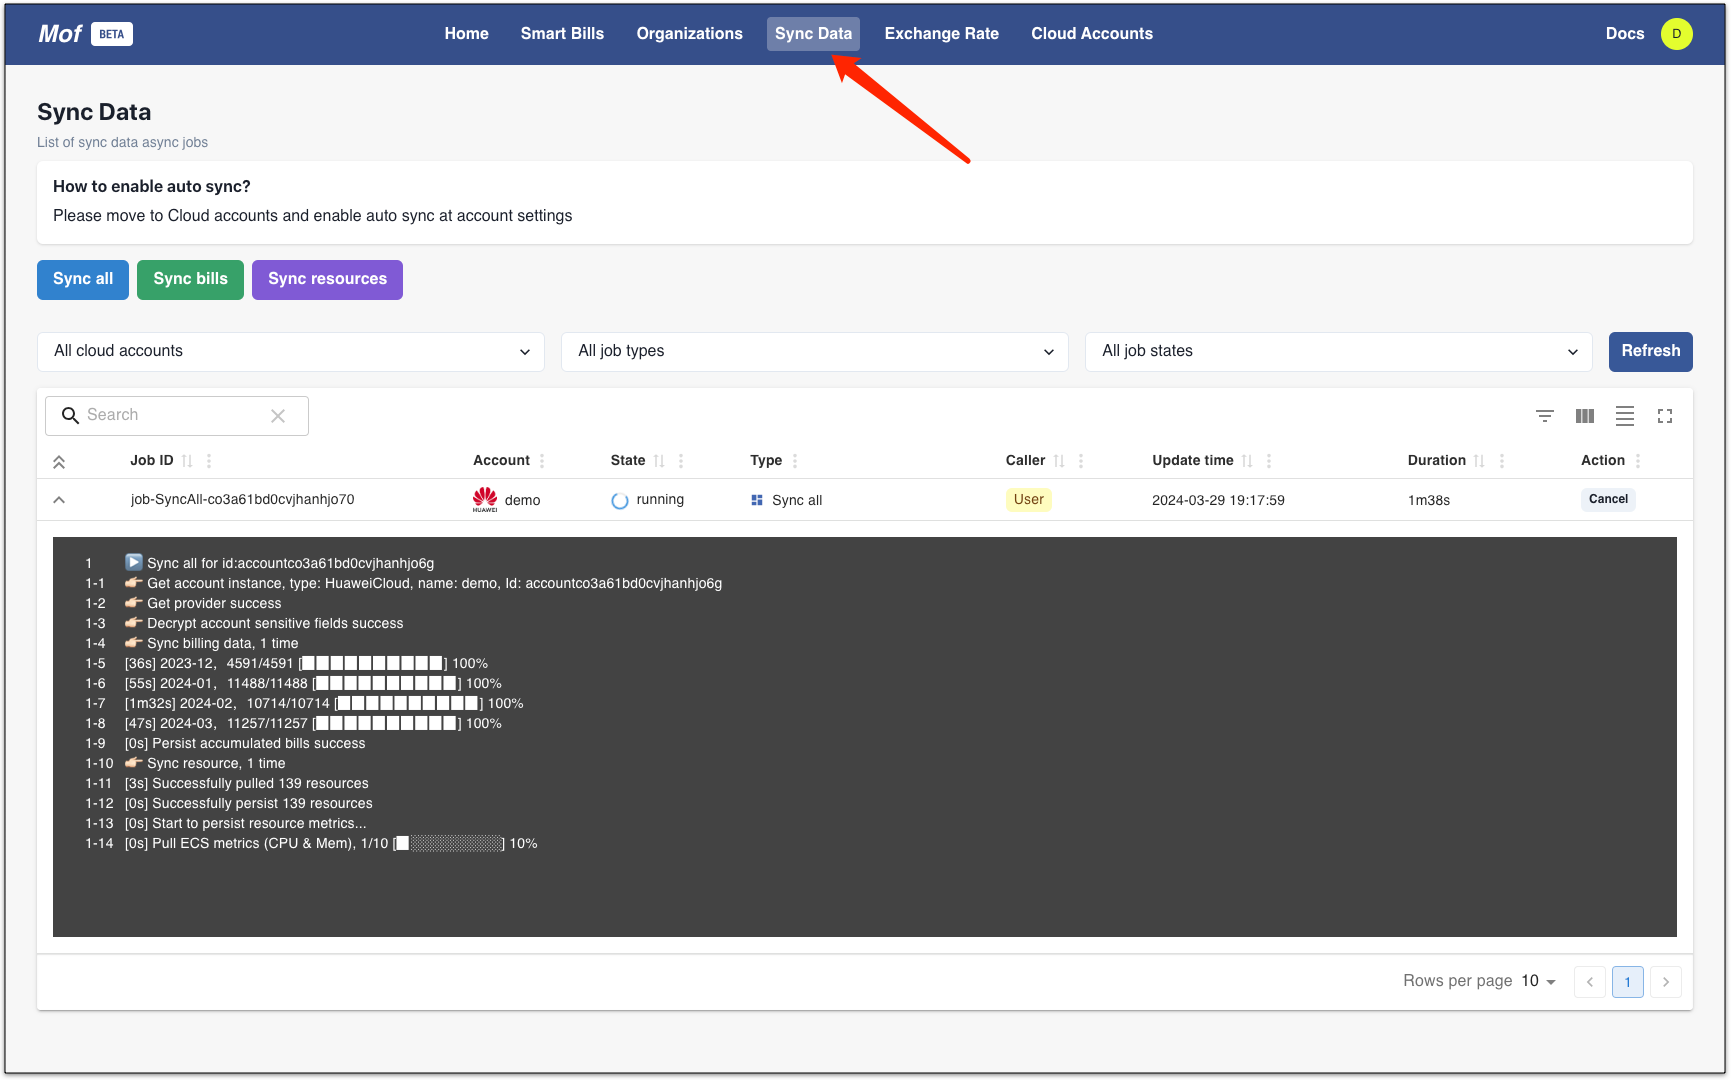 Mof BETA Home Smart Bills Organizations Sync Data Exchange Rate Cloud Accounts Docs D
Sync Data
List of sync data async jobs
How to enable auto sync?
Please move to Cloud accounts and enable auto sync at account settings
Sync all Sync bills Sync resources
All cloud accounts All job types All job states Refresh
Search
Job ID Account State Type Caller Update time Duration Action
job-SyncAll-co3a61bd0cvjhanhjo70 HUAWEI demo running Sync all User 2024-03-29 19:17:59 1m38s Cancel
1 ▶️ Sync all for id:accountco3a61bd0cvjhanhjo6g
1-1 👉🏻 Get account instance, type: HuaweiCloud, name: demo, Id: accountco3a61bd0cvjhanhjo6g
1-2 👉🏻 Get provider success
1-3 👉🏻 Decrypt account sensitive fields success
1-4 👉🏻 Sync billing data, 1 time
1-5 [36s] 2023-12, 4591/4591 [██████████] 100%
1-6 [55s] 2024-01, 11488/11488 [██████████] 100%
1-7 [1m32s] 2024-02, 10714/10714 [██████████] 100%
1-8 [47s] 2024-03, 11257/11257 [██████████] 100%
1-9 [0s] Persist accumulated bills success
1-10 👉🏻 Sync resource, 1 time
1-11 [3s] Successfully pulled 139 resources
1-12 [0s] Successfully persist 139 resources
1-13 [0s] Start to persist resource metrics...
1-14 [0s] Pull ECS metrics (CPU & Mem), 1/10 [█░░░░░░░░░] 10%
Rows per page 10 1